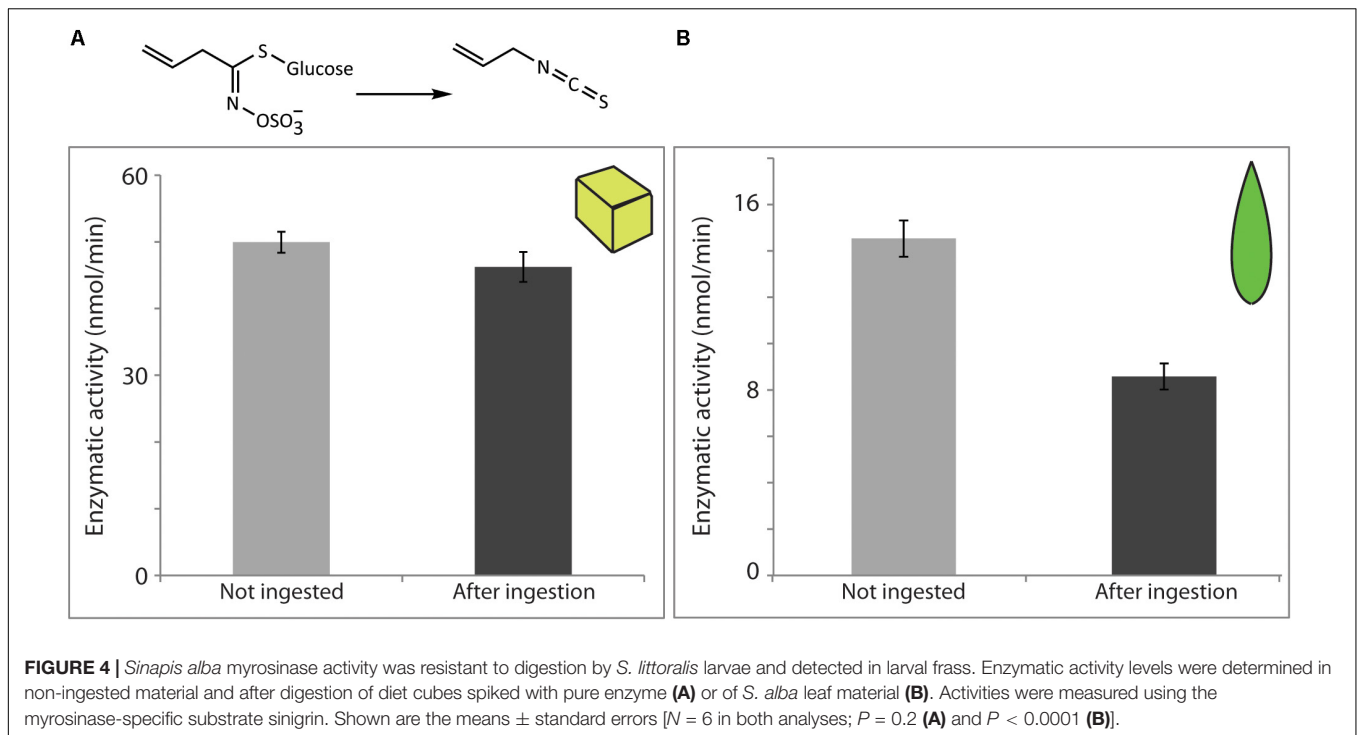 A
B
S
Glucose
N
OSO3−
N
C
S
Enzymatic activity (nmol/min)
60
30
0
Not ingested After ingestion
Enzymatic activity (nmol/min)
16
8
0
Not ingested After ingestion
FIGURE 4 | Sinapis alba myrosinase activity was resistant to digestion by S. littoralis larvae and detected in larval frass. Enzymatic activity levels were determined in
non-ingested material and after digestion of diet cubes spiked with pure enzyme (A) or of S. alba leaf material (B). Activities were measured using the
myrosinase-specific substrate sinigrin. Shown are the means ± standard errors [N = 6 in both analyses; P = 0.2 (A) and P < 0.0001 (B)].